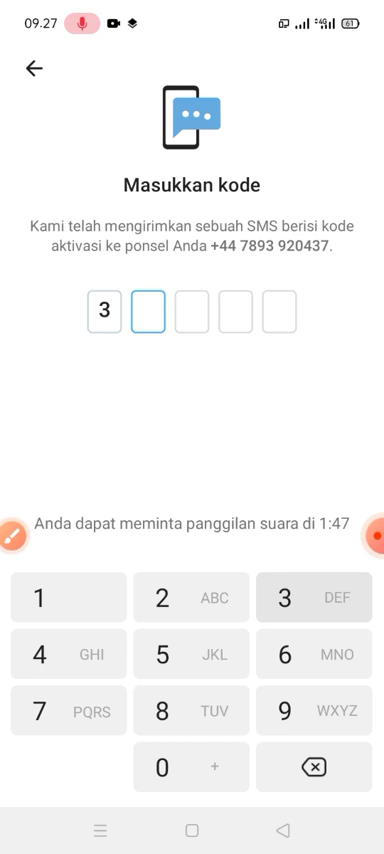 09.27
4G
61
Masukkan kode
Kami telah mengirimkan sebuah SMS berisi kode
aktivasi ke ponsel Anda +44 7893 920437.
3
Anda dapat meminta panggilan suara di 1:47
1
2 ABC
3 DEF
4 GHI
5 JKL
6 MNO
7 PQRS
8 TUV
9 WXYZ
0 +